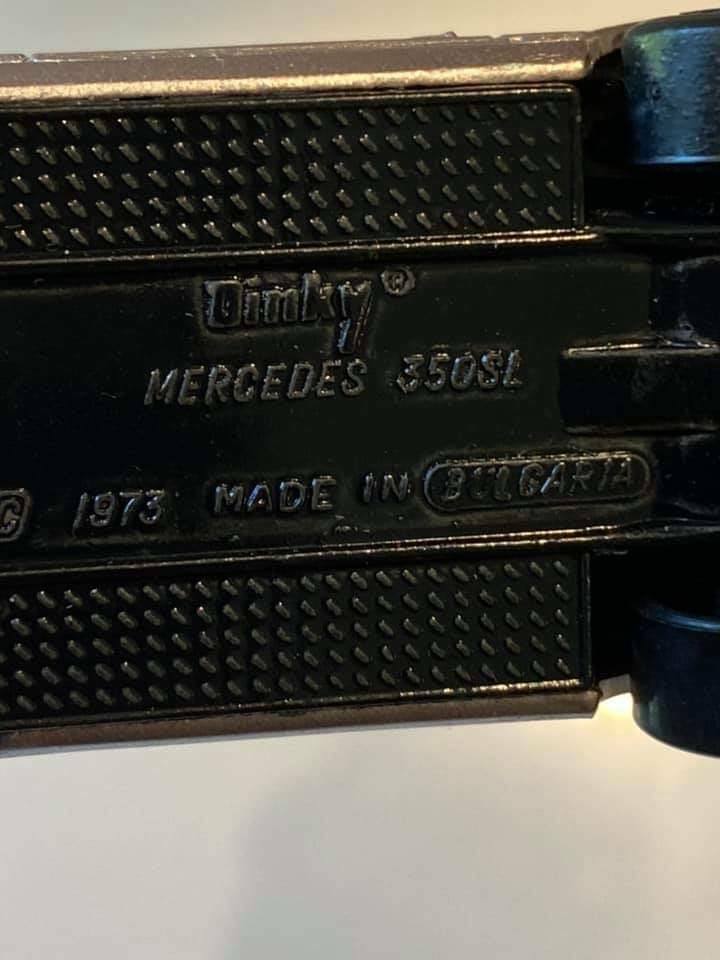 Dinky®
MERCEDES 350SL
© 1973 MADE IN BULGARIA